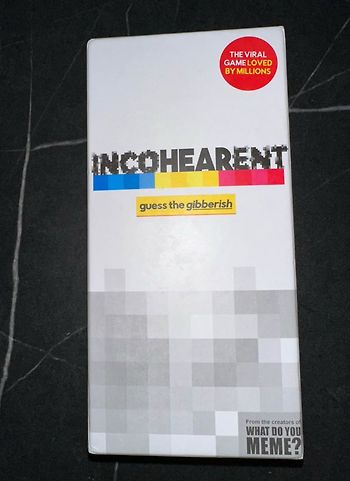 THE VIRAL
GAME LOVED
BY MILLIONS
INCOHEARENT
guess the gibberish
From the creators of
WHAT DO YOU
MEME?